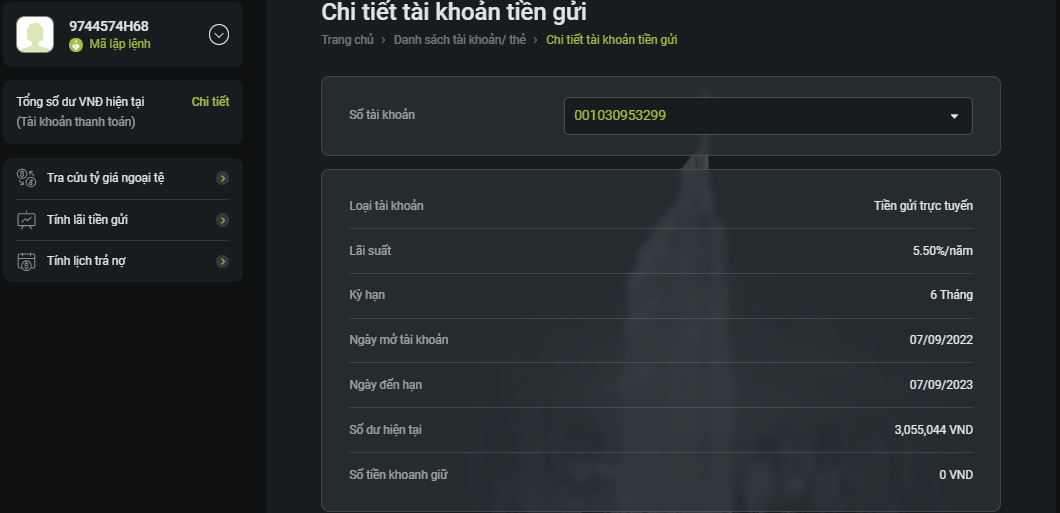 9744574H68
Mã lập lệnh
Tổng số dư VNĐ hiện tại Chi tiết
(Tài khoản thanh toán)
Tra cứu tỷ giá ngoại tệ
Tính lãi tiền gửi
Tính lịch trả nợ
Chi tiết tài khoản tiền gửi
Trang chủ › Danh sách tài khoản/ thẻ › Chi tiết tài khoản tiền gửi
Số tài khoản 001030953299
Loại tài khoản Tiền gửi trực tuyến
Lãi suất 5.50%/năm
Kỳ hạn 6 Tháng
Ngày mở tài khoản 07/09/2022
Ngày đến hạn 07/09/2023
Số dư hiện tại 3,055,044 VND
Số tiền khoanh giữ 0 VND